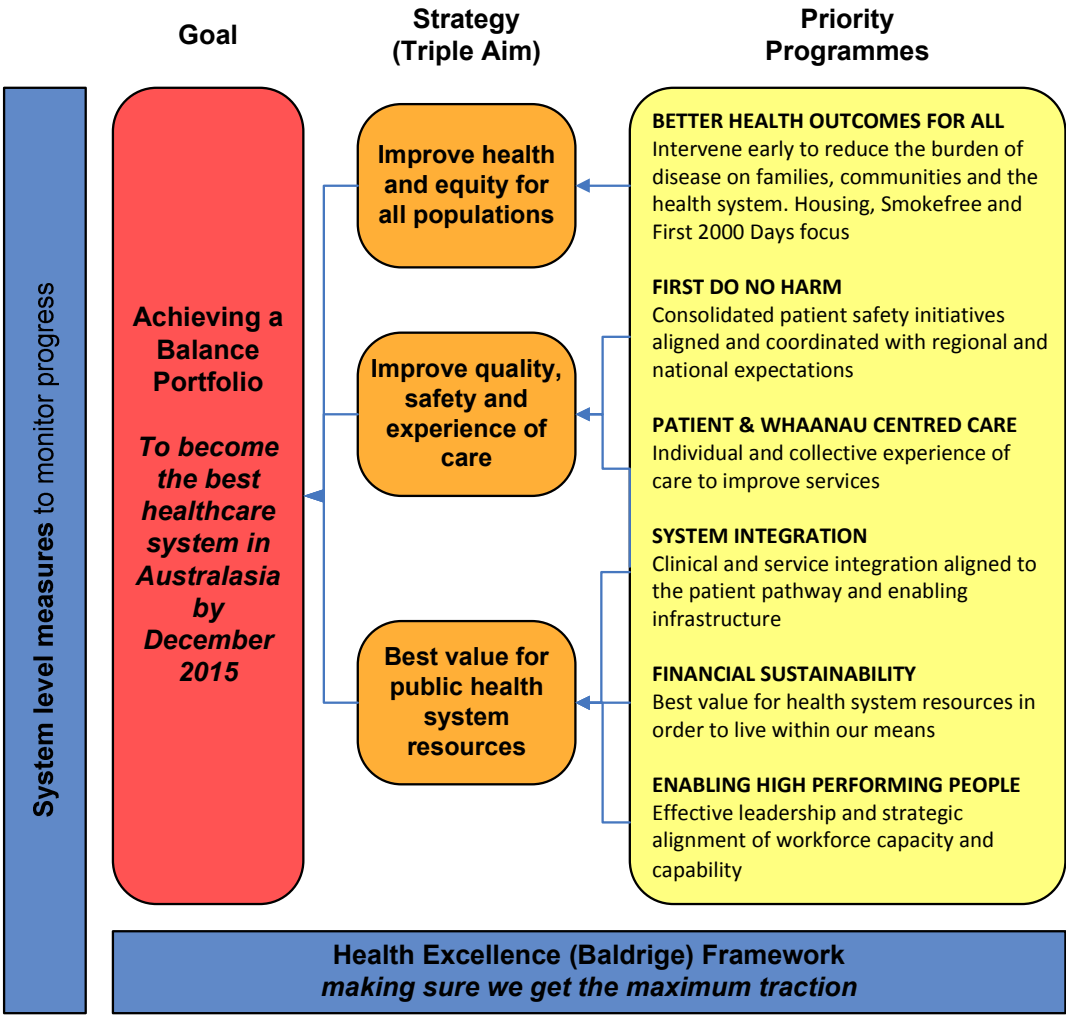 Goal
Strategy
(Triple Aim)
Priority
Programmes
System level measures to monitor progress
Achieving a
Balance
Portfolio
To become
the best
healthcare
system in
Australasia
by
December
2015
Improve health
and equity for
all populations
Improve quality,
safety and
experience of
care
Best value for
public health
system
resources
BETTER HEALTH OUTCOMES FOR ALL
Intervene early to reduce the burden of
disease on families, communities and the
health system. Housing, Smokefree and
First 2000 Days focus
FIRST DO NO HARM
Consolidated patient safety initiatives
aligned and coordinated with regional and
national expectations
PATIENT & WHAANAU CENTRED CARE
Individual and collective experience of
care to improve services
SYSTEM INTEGRATION
Clinical and service integration aligned to
the patient pathway and enabling
infrastructure
FINANCIAL SUSTAINABILITY
Best value for health system resources in
order to live within our means
ENABLING HIGH PERFORMING PEOPLE
Effective leadership and strategic
alignment of workforce capacity and
capability
Health Excellence (Baldrige) Framework
making sure we get the maximum traction